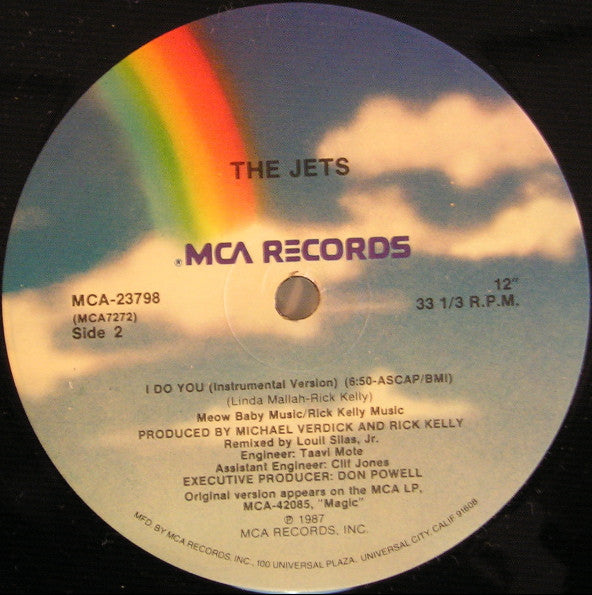 THE JETS
® MCA RECORDS
MCA-23798
(MCA7272)
Side 2
12"
33 1/3 R.P.M.
I DO YOU (Instrumental Version) (6:50-ASCAP/BMI)
(Linda Mallah-Rick Kelly)
Meow Baby Music/Rick Kelly Music
PRODUCED BY MICHAEL VERDICK AND RICK KELLY
Remixed by Louil Silas, Jr.
Engineer: Taavi Mote
Assistant Engineer: Clif Jones
EXECUTIVE PRODUCER: DON POWELL
Original version appears on the MCA LP,
MCA-42085, "Magic"
℗ 1987
MCA RECORDS, INC.
MFD. BY MCA RECORDS, INC., 100 UNIVERSAL PLAZA, UNIVERSAL CITY, CALIF 91608